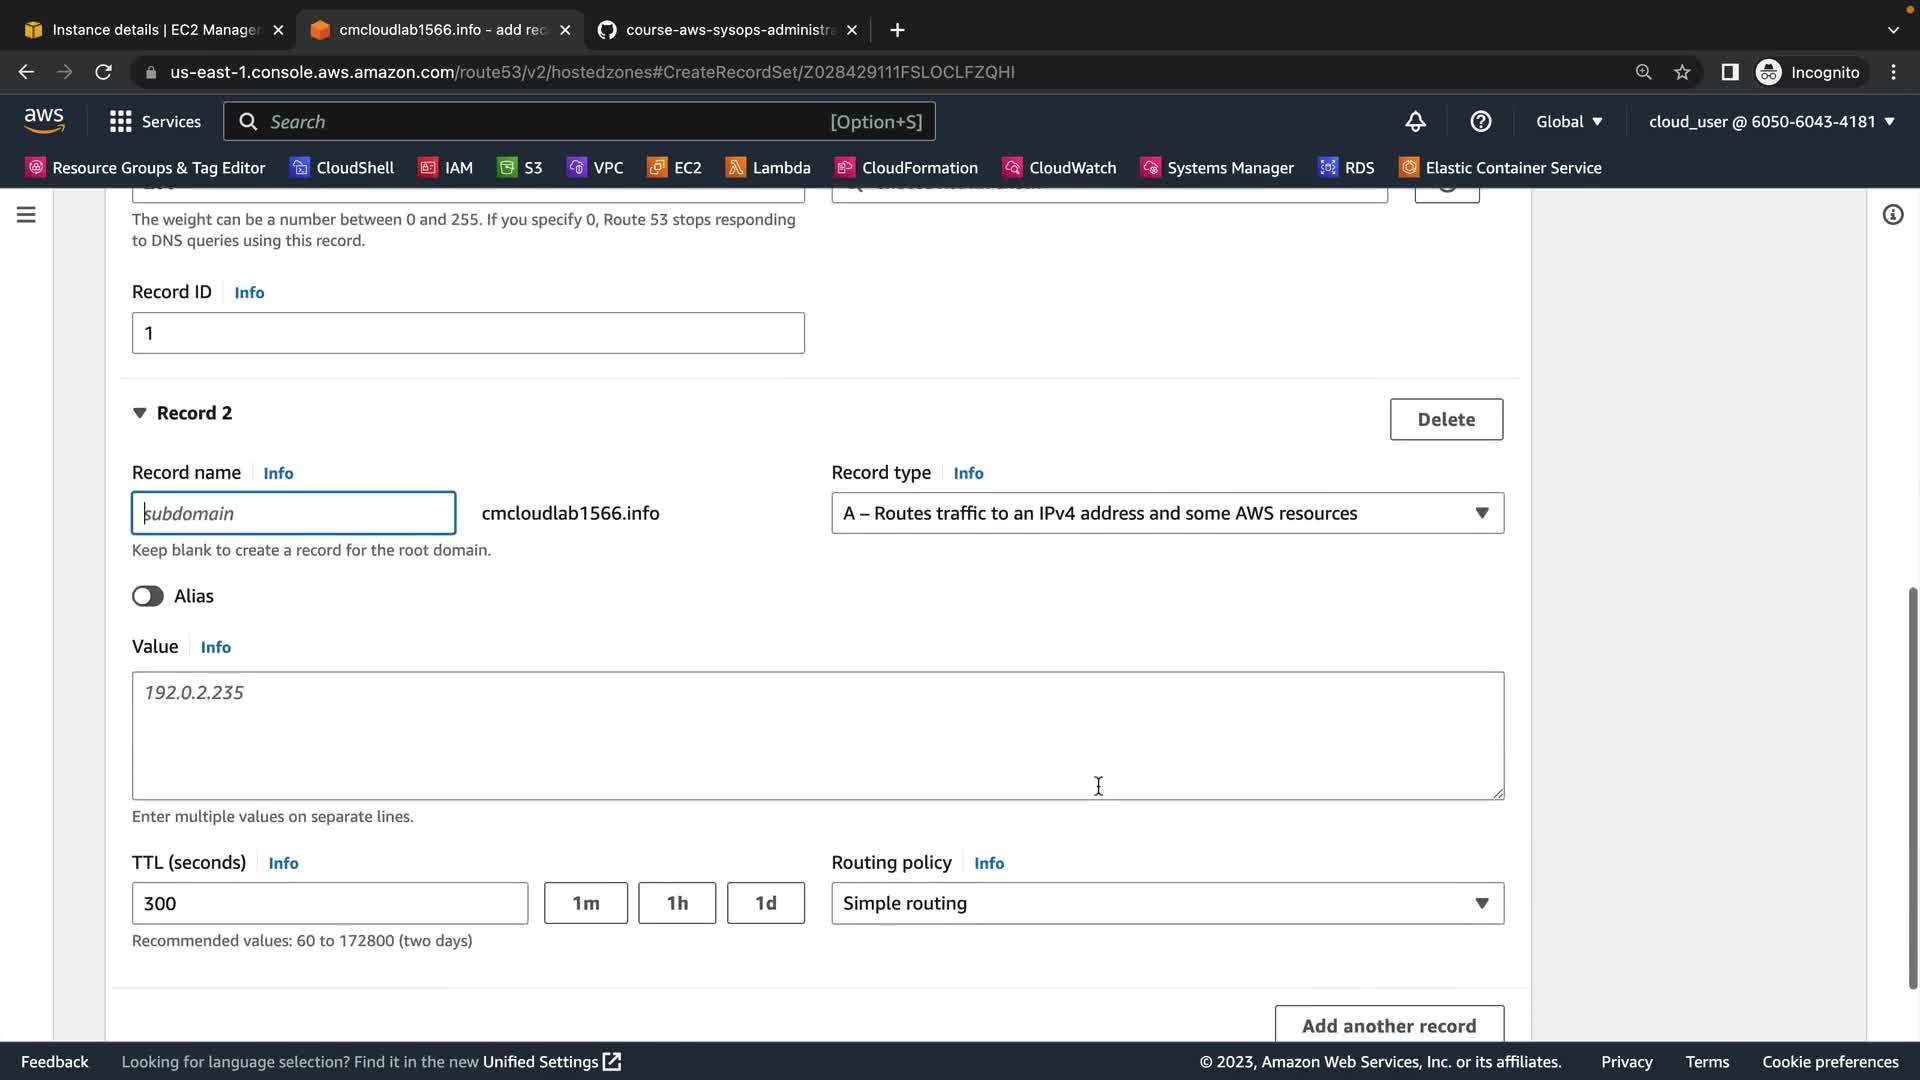 Instance details | EC2 Manager
cmcloudlab1566.info - add rec
course-aws-sysops-administra
us-east-1.console.aws.amazon.com/route53/v2/hostedzones#CreateRecordSet/Z028429111FSLOCLFZQHI
Incognito
aws
Services
Search
[Option+S]
Global
cloud_user @ 6050-6043-4181
Resource Groups & Tag Editor
CloudShell
IAM
S3
VPC
EC2
Lambda
CloudFormation
CloudWatch
Systems Manager
RDS
Elastic Container Service
The weight can be a number between 0 and 255. If you specify 0, Route 53 stops responding
to DNS queries using this record.
Record ID Info
1
Record 2
Delete
Record name Info
Record type Info
subdomain
cmcloudlab1566.info
A – Routes traffic to an IPv4 address and some AWS resources
Keep blank to create a record for the root domain.
Alias
Value Info
192.0.2.235
Enter multiple values on separate lines.
TTL (seconds) Info
Routing policy Info
300
1m
1h
1d
Simple routing
Recommended values: 60 to 172800 (two days)
Add another record
Feedback
Looking for language selection? Find it in the new Unified Settings
© 2023, Amazon Web Services, Inc. or its affiliates.
Privacy
Terms
Cookie preferences